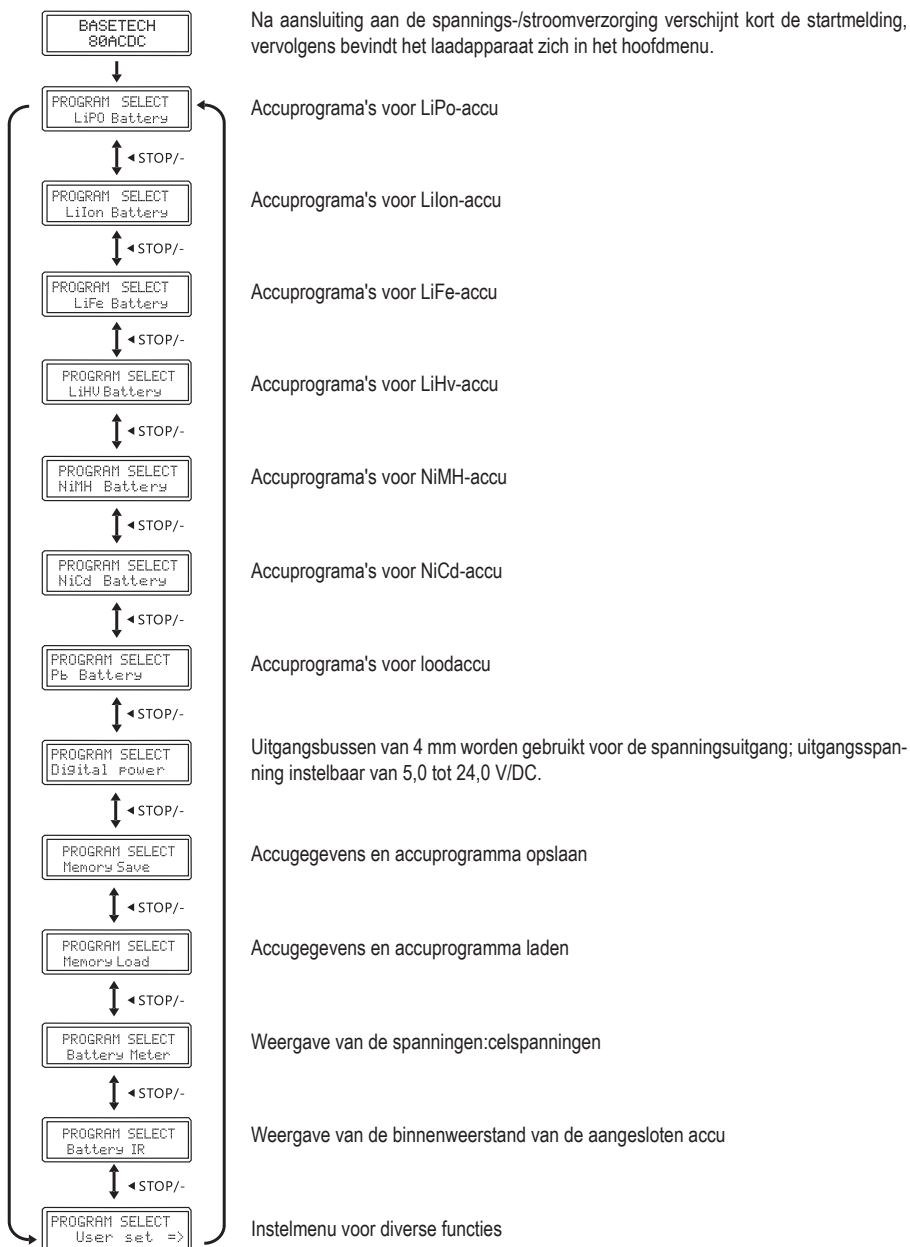 BASETECH
80ACDC
Na aansluiting aan de spannings-/stroomverzorging verschijnt kort de startmelding,
vervolgens bevindt het laadapparaat zich in het hoofdmenu.
PROGRAM SELECT
LiPO Battery
Accuprograma's voor LiPo-accu
◄ STOP/-
PROGRAM SELECT
LiIon Battery
Accuprograma's voor LiIon-accu
◄ STOP/-
PROGRAM SELECT
LiFe Battery
Accuprograma's voor LiFe-accu
◄ STOP/-
PROGRAM SELECT
LiHV Battery
Accuprograma's voor LiHv-accu
◄ STOP/-
PROGRAM SELECT
NiMH Battery
Accuprograma's voor NiMH-accu
◄ STOP/-
PROGRAM SELECT
NiCd Battery
Accuprograma's voor NiCd-accu
◄ STOP/-
PROGRAM SELECT
Pb Battery
Accuprograma's voor loodaccu
◄ STOP/-
PROGRAM SELECT
Digital power
Uitgangsbussen van 4 mm worden gebruikt voor de spanningsuitgang; uitgangsspan-
ning instelbaar van 5,0 tot 24,0 V/DC.
◄ STOP/-
PROGRAM SELECT
Memory Save
Accugegevens en accuprogramma opslaan
◄ STOP/-
PROGRAM SELECT
Memory Load
Accugegevens en accuprogramma laden
◄ STOP/-
PROGRAM SELECT
Battery Meter
Weergave van de spanningen:celspanningen
◄ STOP/-
PROGRAM SELECT
Battery IR
Weergave van de binnenweerstand van de aangesloten accu
◄ STOP/-
PROGRAM SELECT
User set =>
Instelmenu voor diverse functies